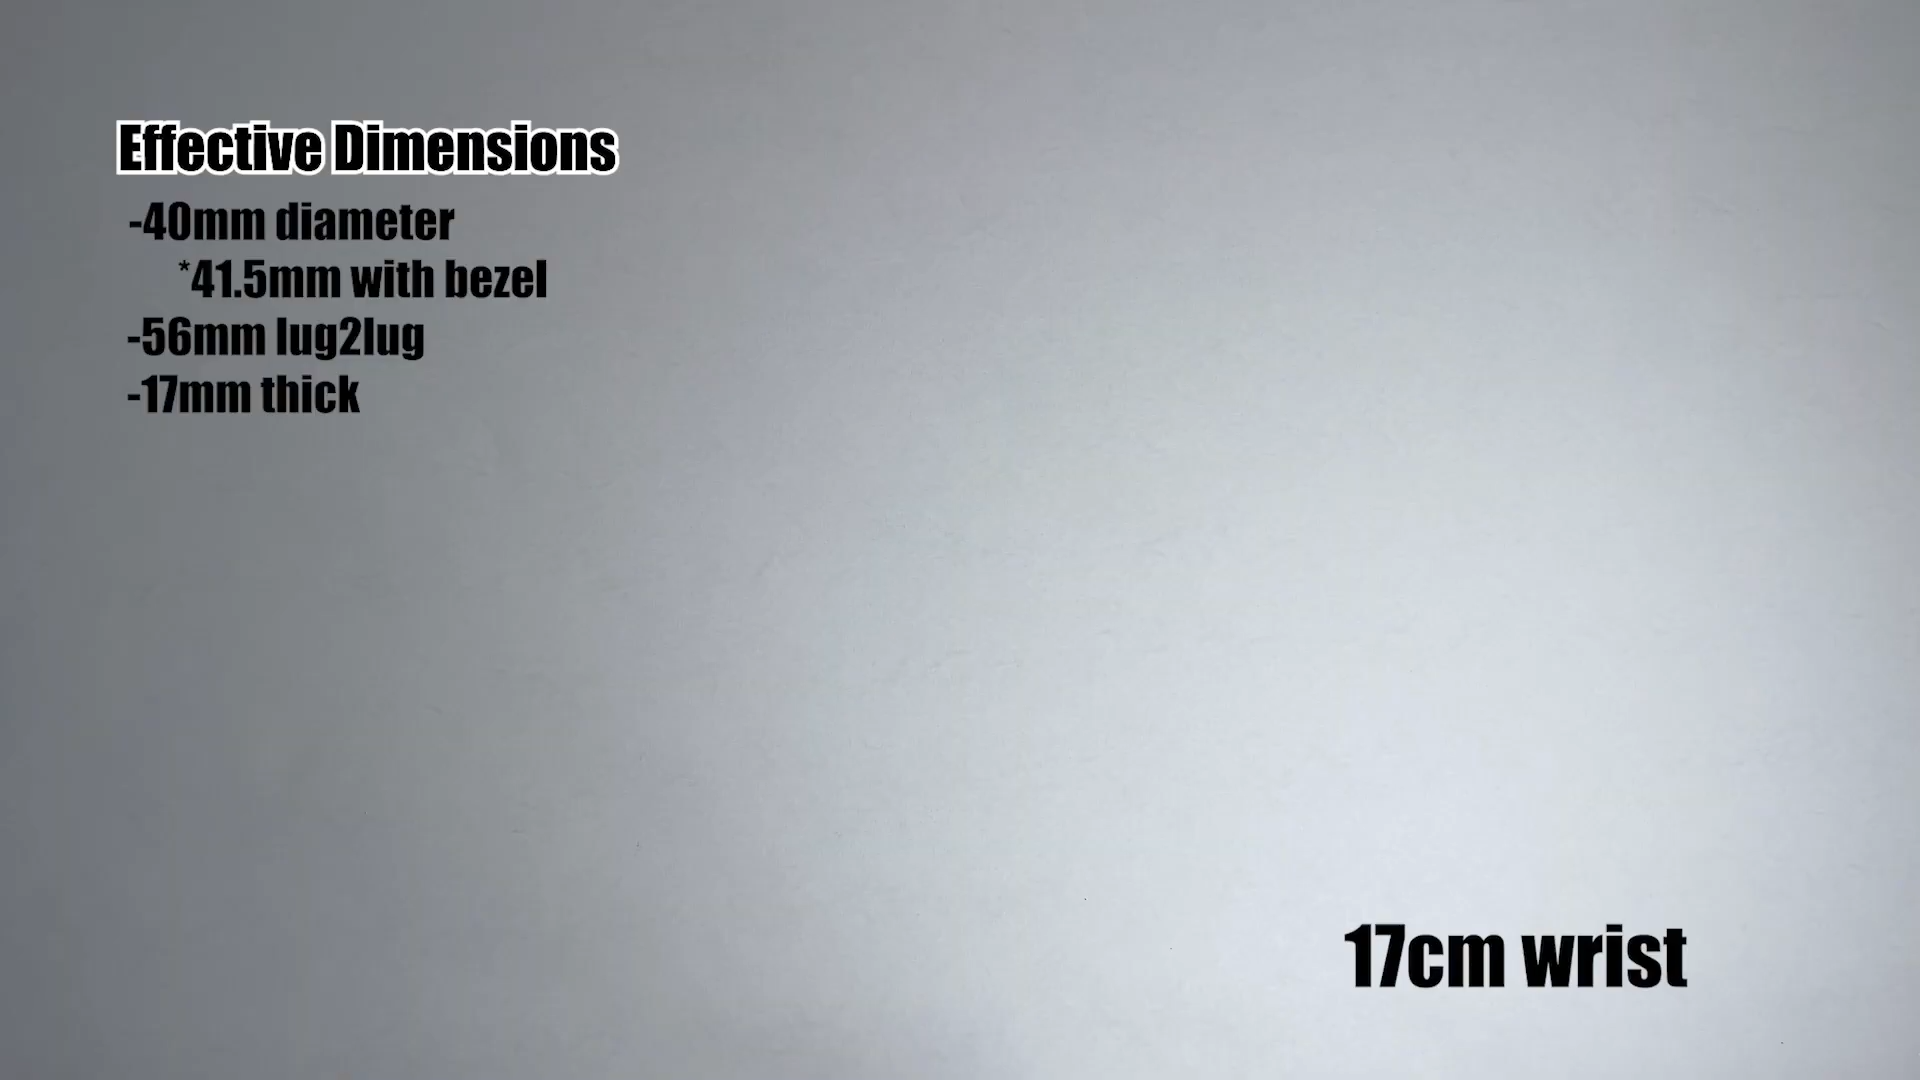 Effective Dimensions
-40mm diameter
*41.5mm with bezel
-56mm lug2lug
-17mm thick
17cm wrist